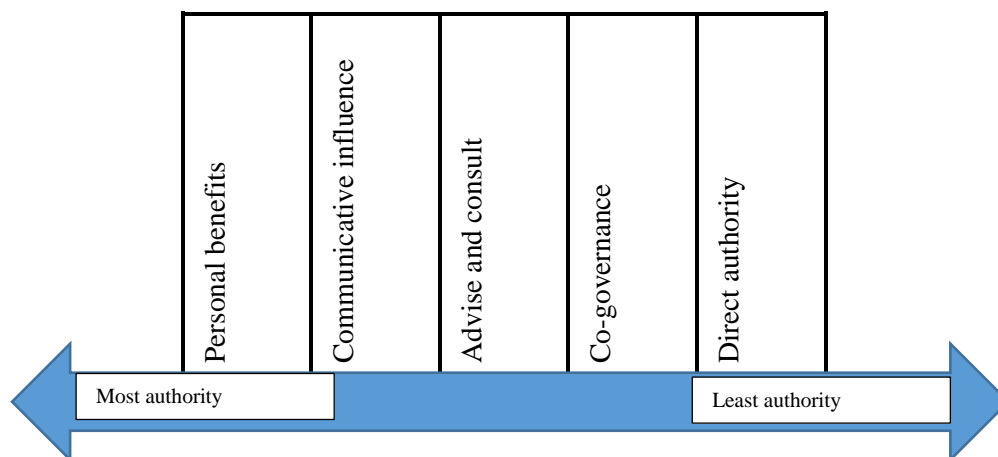 Personal benefits
Communicative influence
Advise and consult
Co-governance
Direct authority
Most authority
Least authority